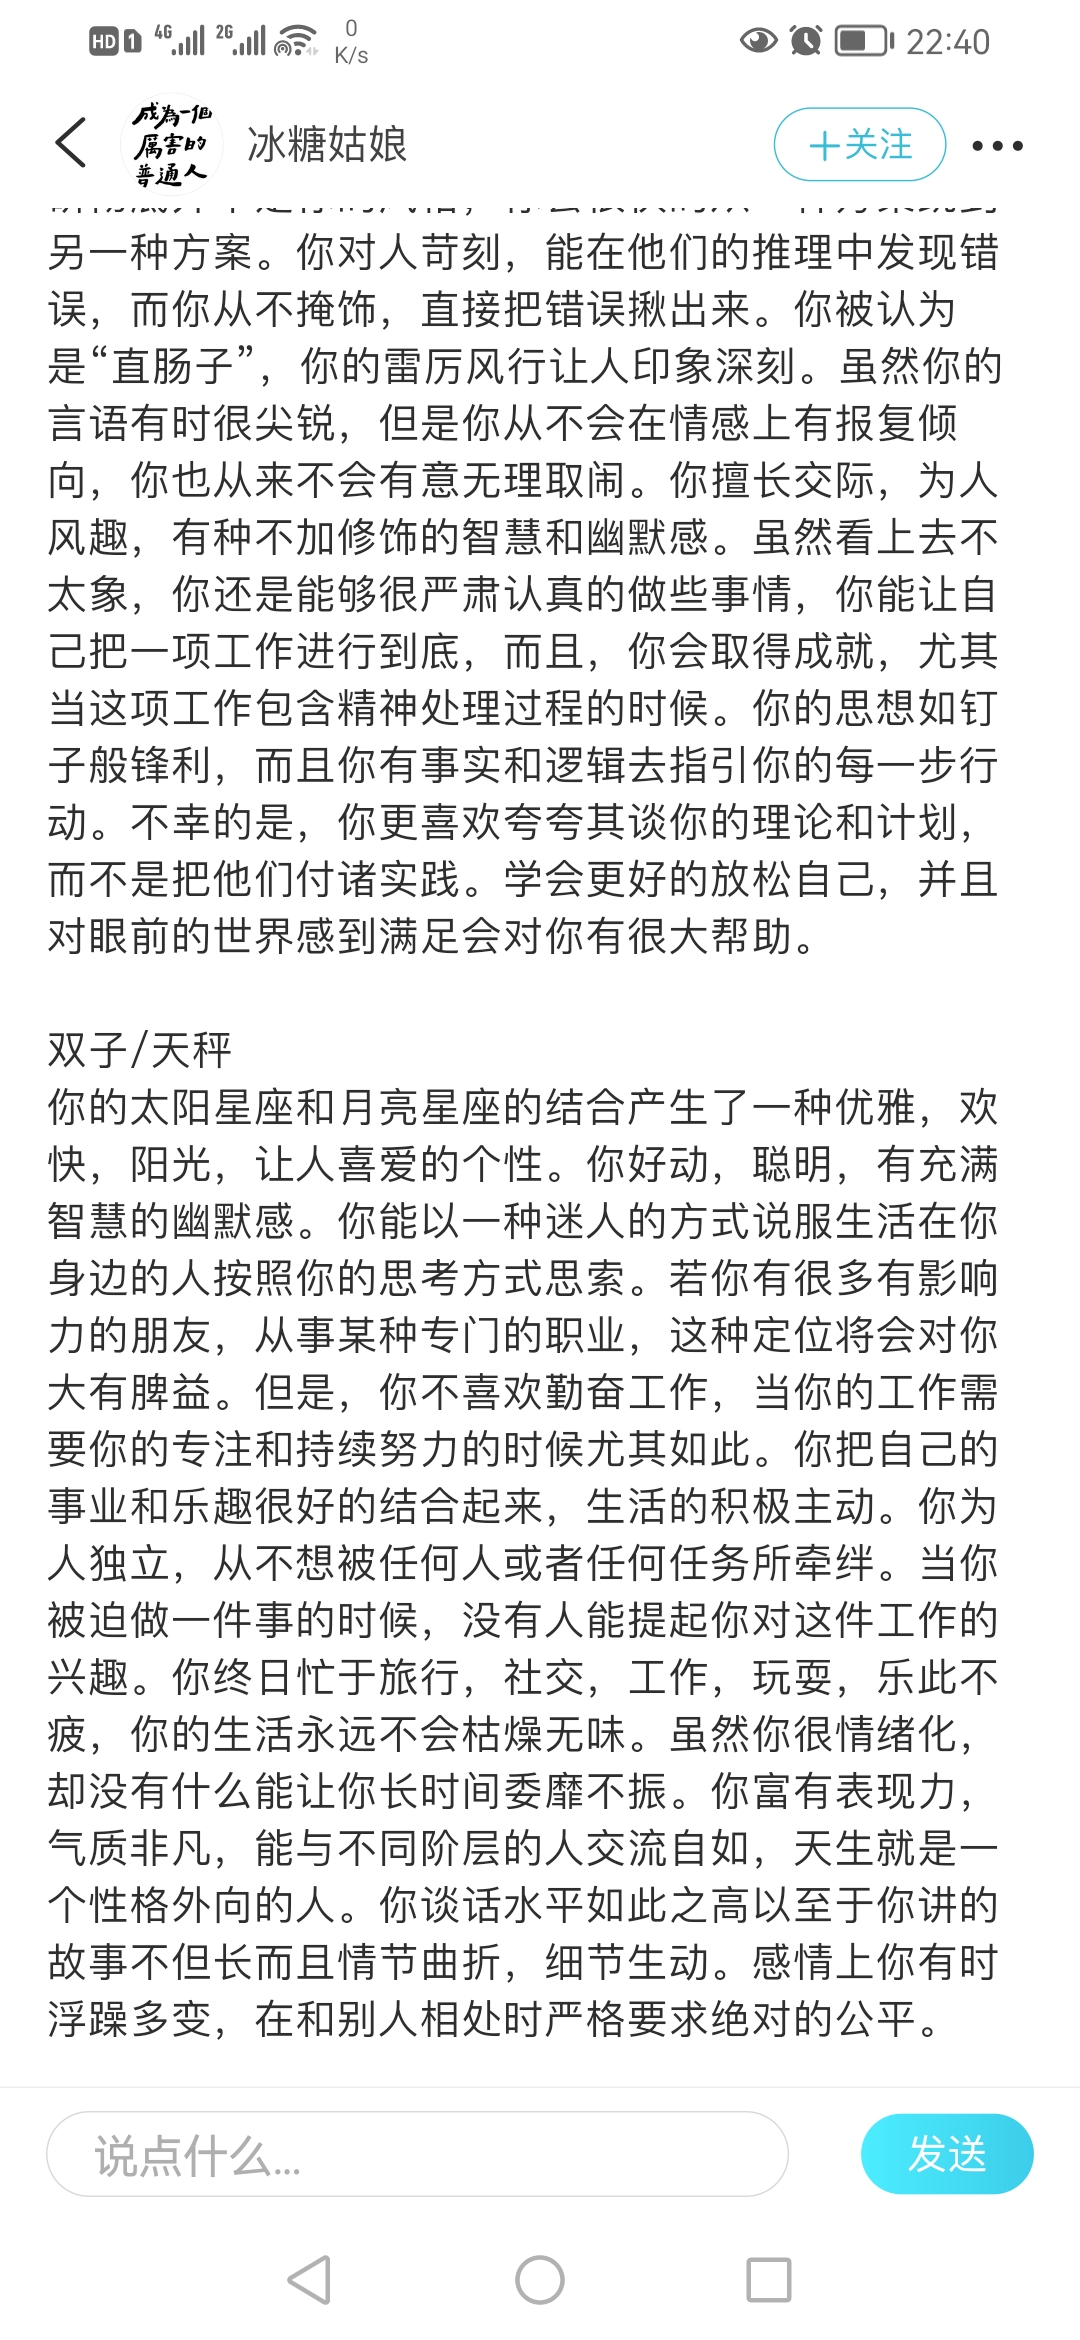 HD 1 4G 2G 0 K/s 22:40
成為一個
厲害的
普通人
冰糖姑娘
+关注
另一种方案。你对人苛刻，能在他们的推理中发现错
误，而你从不掩饰，直接把错误揪出来。你被认为
是“直肠子”，你的雷厉风行让人印象深刻。虽然你的
言语有时很尖锐，但是你从不会在情感上有报复倾
向，你也从来不会有意无理取闹。你擅长交际，为人
风趣，有种不加修饰的智慧和幽默感。虽然看上去不
太象，你还是能够很严肃认真的做些事情，你能让自
己把一项工作进行到底，而且，你会取得成就，尤其
当这项工作包含精神处理过程的时候。你的思想如钉
子般锋利，而且你有事实和逻辑去指引你的每一步行
动。不幸的是，你更喜欢夸夸其谈你的理论和计划，
而不是把他们付诸实践。学会更好的放松自己，并且
对眼前的世界感到满足会对你有很大帮助。
双子/天秤
你的太阳星座和月亮星座的结合产生了一种优雅，欢
快，阳光，让人喜爱的个性。你好动，聪明，有充满
智慧的幽默感。你能以一种迷人的方式说服生活在你
身边的人按照你的思考方式思索。若你有很多有影响
力的朋友，从事某种专门的职业，这种定位将会对你
大有脾益。但是，你不喜欢勤奋工作，当你的工作需
要你的专注和持续努力的时候尤其如此。你把自己的
事业和乐趣很好的结合起来，生活的积极主动。你为
人独立，从不想被任何人或者任何任务所牵绊。当你
被迫做一件事的时候，没有人能提起你对这件工作的
兴趣。你终日忙于旅行，社交，工作，玩耍，乐此不
疲，你的生活永远不会枯燥无味。虽然你很情绪化，
却没有什么能让你长时间委靡不振。你富有表现力，
气质非凡，能与不同阶层的人交流自如，天生就是一
个性格外向的人。你谈话水平如此之高以至于你讲的
故事不但长而且情节曲折，细节生动。感情上你有时
浮躁多变，在和别人相处时严格要求绝对的公平。
说点什么...
发送